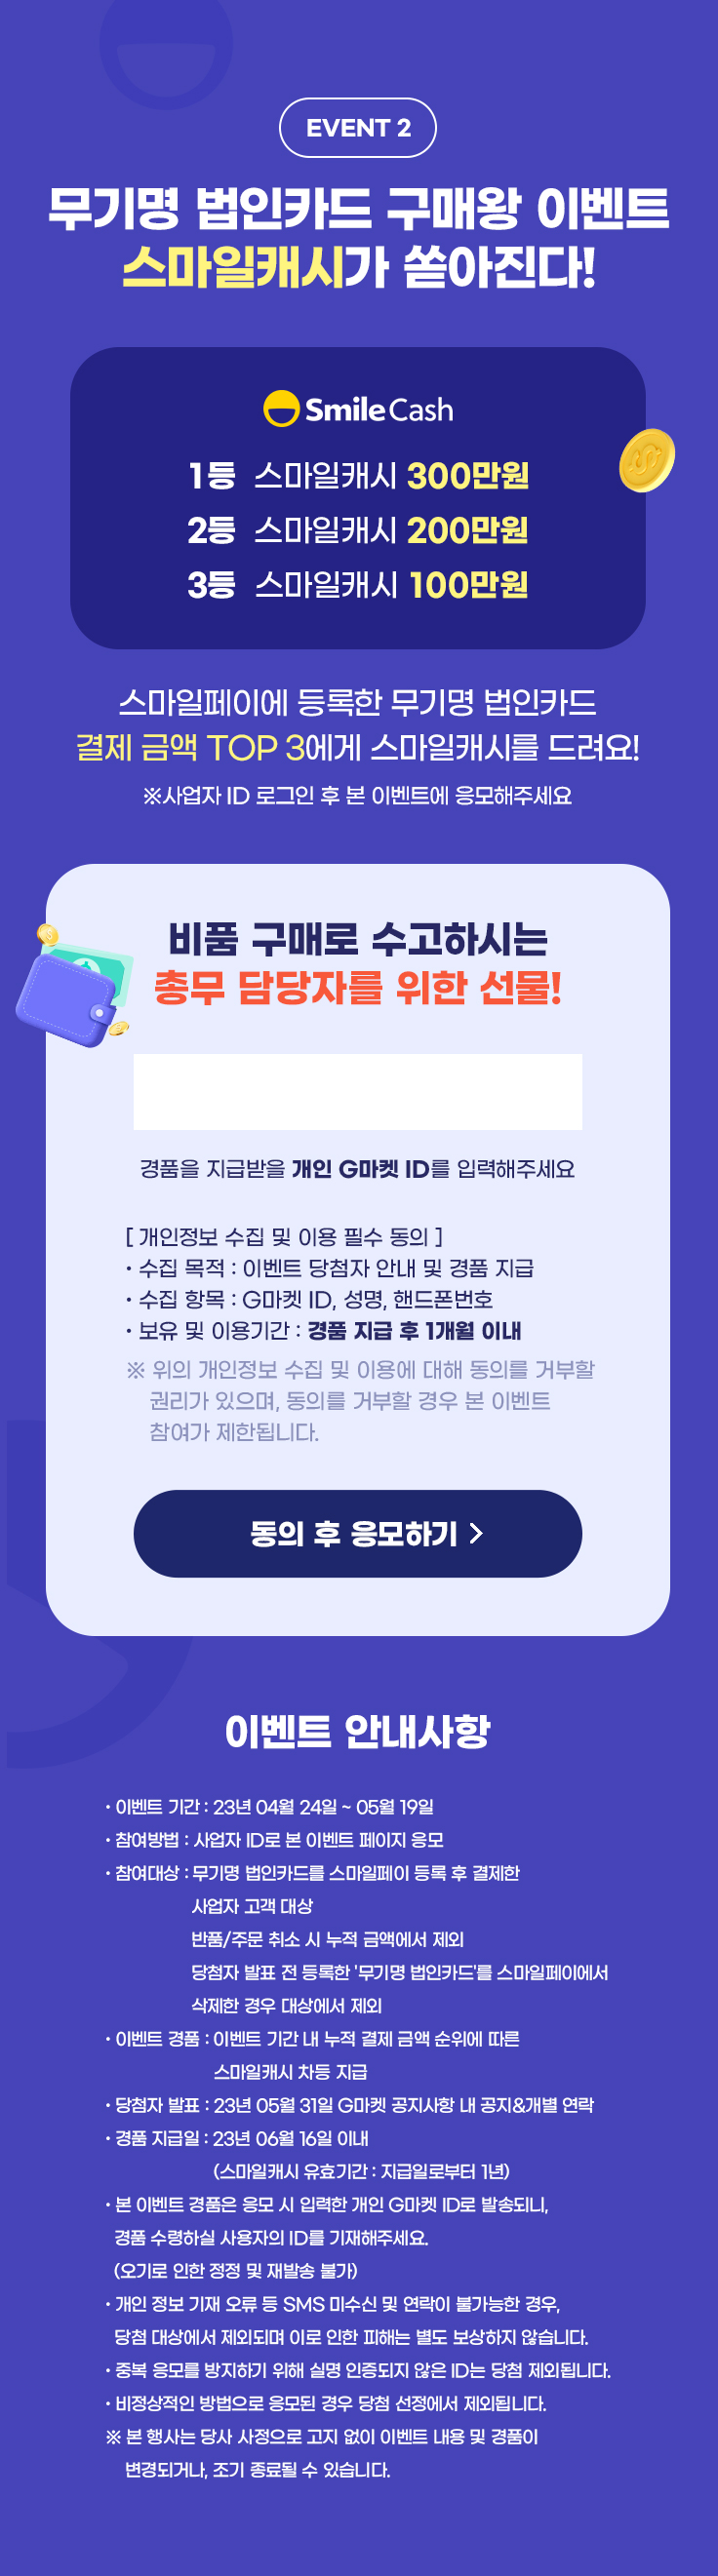 EVENT 2
무기명 법인카드 구매왕 이벤트
스마일캐시가 쏟아진다!
Smile Cash
1등 스마일캐시 300만원
2등 스마일캐시 200만원
3등 스마일캐시 100만원
스마일페이에 등록한 무기명 법인카드
결제 금액 TOP 3에게 스마일캐시를 드려요!
※사업자 ID 로그인 후 본 이벤트에 응모해주세요
비품 구매로 수고하시는
총무 담당자를 위한 선물!
경품을 지급받을 개인 G마켓 ID를 입력해주세요
[ 개인정보 수집 및 이용 필수 동의 ]
• 수집 목적 : 이벤트 당첨자 안내 및 경품 지급
• 수집 항목 : G마켓 ID, 성명, 핸드폰번호
• 보유 및 이용기간 : 경품 지급 후 1개월 이내
※ 위의 개인정보 수집 및 이용에 대해 동의를 거부할
권리가 있으며, 동의를 거부할 경우 본 이벤트
참여가 제한됩니다.
동의 후 응모하기 >
이벤트 안내사항
• 이벤트 기간 : 23년 04월 24일 ~ 05월 19일
• 참여방법 : 사업자 ID로 본 이벤트 페이지 응모
• 참여대상 : 무기명 법인카드를 스마일페이 등록 후 결제한
사업자 고객 대상
반품/주문 취소 시 누적 금액에서 제외
당첨자 발표 전 등록한 '무기명 법인카드'를 스마일페이에서
삭제한 경우 대상에서 제외
• 이벤트 경품 : 이벤트 기간 내 누적 결제 금액 순위에 따른
스마일캐시 차등 지급
• 당첨자 발표 : 23년 05월 31일 G마켓 공지사항 내 공지&개별 연락
• 경품 지급일 : 23년 06월 16일 이내
(스마일캐시 유효기간 : 지급일로부터 1년)
• 본 이벤트 경품은 응모 시 입력한 개인 G마켓 ID로 발송되니,
경품 수령하실 사용자의 ID를 기재해주세요.
(오기로 인한 정정 및 재발송 불가)
• 개인 정보 기재 오류 등 SMS 미수신 및 연락이 불가능한 경우,
당첨 대상에서 제외되며 이로 인한 피해는 별도 보상하지 않습니다.
• 중복 응모를 방지하기 위해 실명 인증되지 않은 ID는 당첨 제외됩니다.
• 비정상적인 방법으로 응모된 경우 당첨 선정에서 제외됩니다.
※ 본 행사는 당사 사정으로 고지 없이 이벤트 내용 및 경품이
변경되거나, 조기 종료될 수 있습니다.